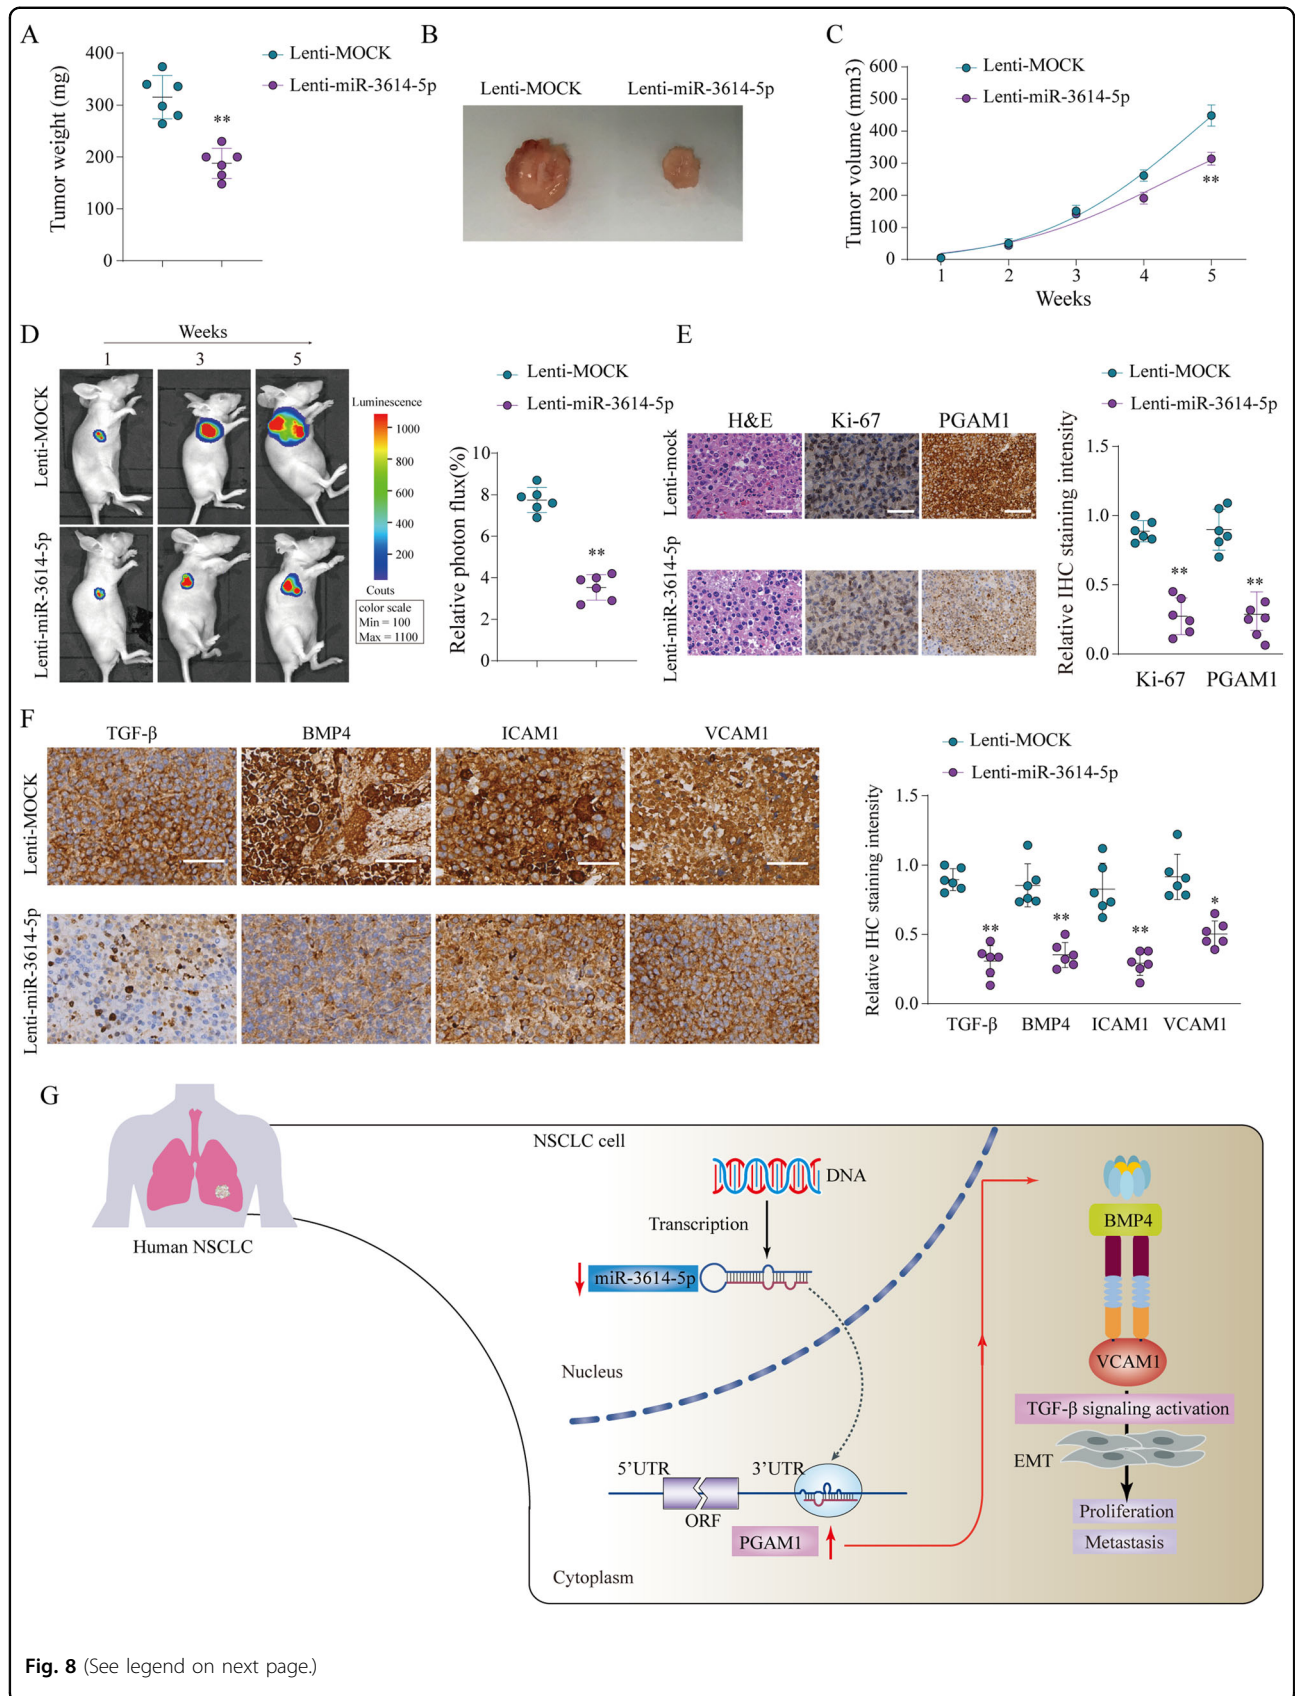 A
Tumor weight (mg)
400
300
200
100
0
Lenti-MOCK
Lenti-miR-3614-5p
**
B
Lenti-MOCK
Lenti-miR-3614-5p
C
Tumor volume (mm3)
600
500
400
300
200
100
0
Lenti-MOCK
Lenti-miR-3614-5p
**
1 2 3 4 5
Weeks
D
Weeks
1 3 5
Lenti-MOCK
Lenti-miR-3614-5p
Luminescence
1000
800
600
400
200
Couts
color scale
Min = 100
Max = 1100
Lenti-MOCK
Lenti-miR-3614-5p
Relative photon flux(%)
10
8
6
4
2
0
**
E
H&E Ki-67 PGAM1
Lenti-mock
Lenti-miR-3614-5p
Lenti-MOCK
Lenti-miR-3614-5p
Relative IHC staining intensity
1.5
1.0
0.5
0.0
** **
Ki-67 PGAM1
F
TGF-β BMP4 ICAM1 VCAM1
Lenti-MOCK
Lenti-miR-3614-5p
Lenti-MOCK
Lenti-miR-3614-5p
Relative IHC staining intensity
1.5
1.0
0.5
0.0
** ** ** *
TGF-β BMP4 ICAM1 VCAM1
G
Human NSCLC
NSCLC cell
DNA
Transcription
miR-3614-5p
Nucleus
5'UTR
3'UTR
ORF
PGAM1
Cytoplasm
BMP4
VCAM1
TGF-β signaling activation
EMT
Proliferation
Metastasis
Fig. 8 (See legend on next page.)